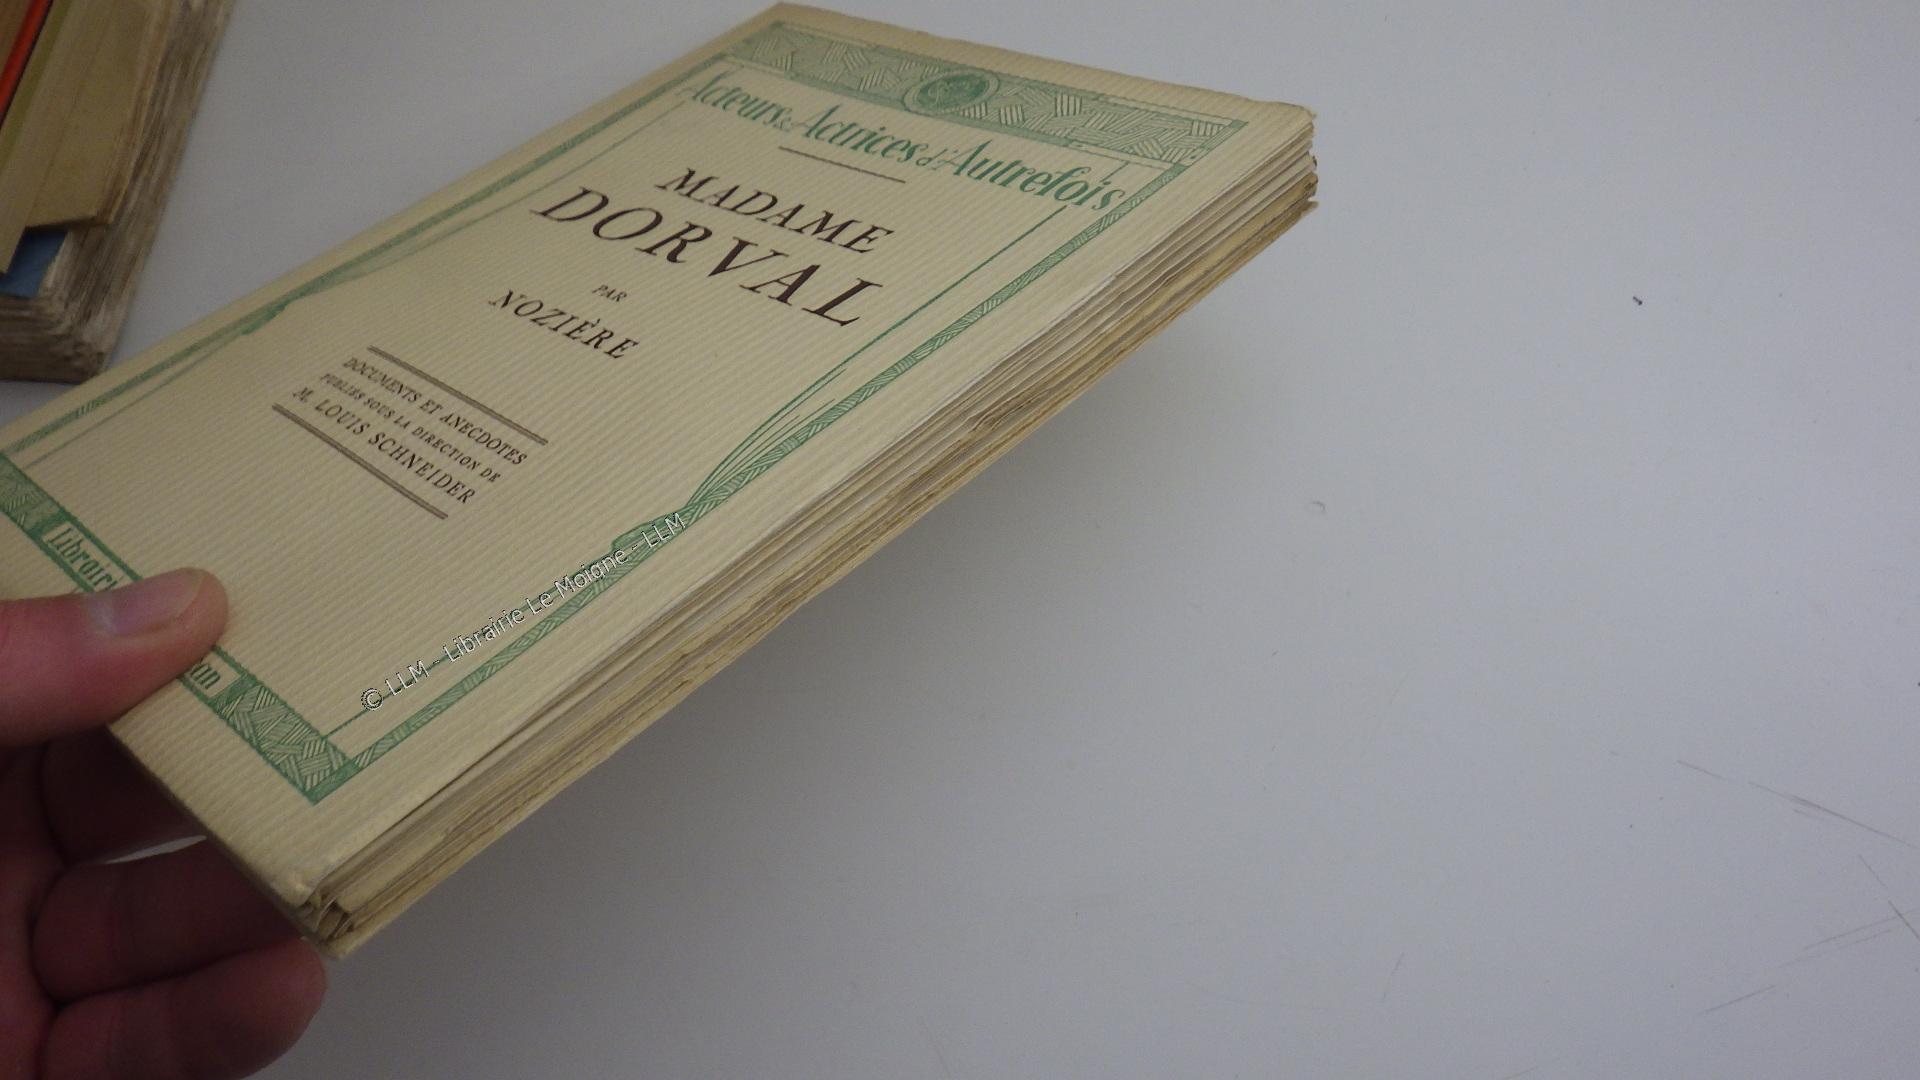 Acteurs & Actrices d'Autrefois
MADAME
DORVAL
PAR
NOZIÈRE
DOCUMENTS ET ANECDOTES
PUBLIÉS SOUS LA DIRECTION DE
M. LOUIS SCHNEIDER
© LLM - Librairie Le Moigne - LLM